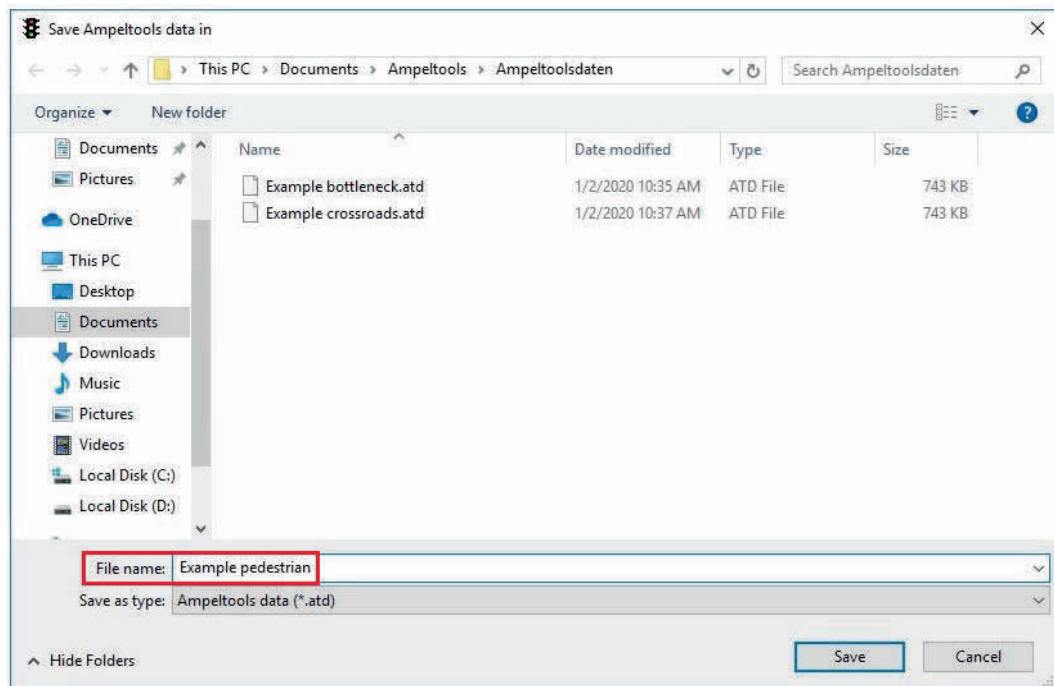 Save Ampeltools data in
This PC > Documents > Ampeltools > Ampeltoolsdaten
Search Ampeltoolsdaten
Organize
New folder
?
Name
Date modified
Type
Size
Documents
Pictures
OneDrive
This PC
Desktop
Documents
Downloads
Music
Pictures
Videos
Local Disk (C:)
Local Disk (D:)
Example bottleneck.atd 1/2/2020 10:35 AM ATD File 743 KB
Example crossroads.atd 1/2/2020 10:37 AM ATD File 743 KB
File name: Example pedestrian
Save as type: Ampeltools data (*.atd)
Hide Folders
Save
Cancel